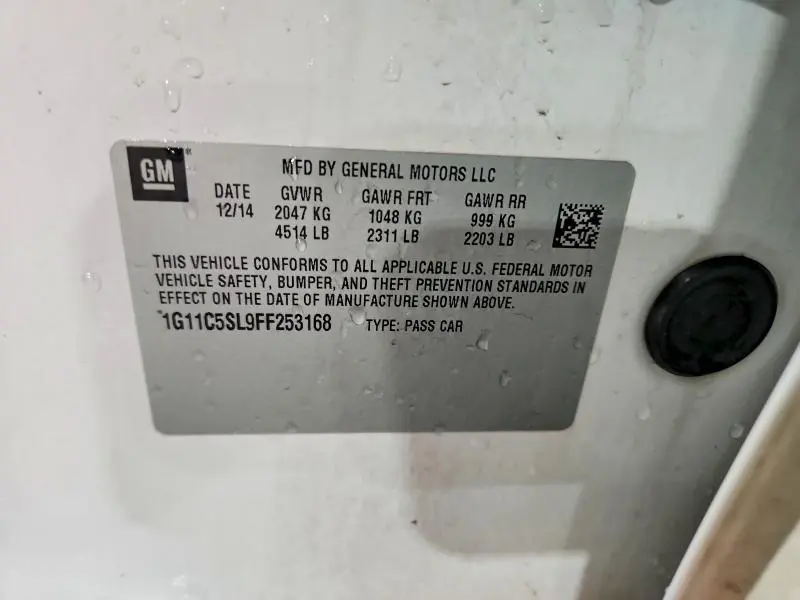 GM
MFD BY GENERAL MOTORS LLC
DATE GVWR GAWR FRT GAWR RR
12/14 2047 KG 1048 KG 999 KG
4514 LB 2311 LB 2203 LB
THIS VEHICLE CONFORMS TO ALL APPLICABLE U.S. FEDERAL MOTOR
VEHICLE SAFETY, BUMPER, AND THEFT PREVENTION STANDARDS IN
EFFECT ON THE DATE OF MANUFACTURE SHOWN ABOVE.
1G11C5SL9FF253168 TYPE: PASS CAR